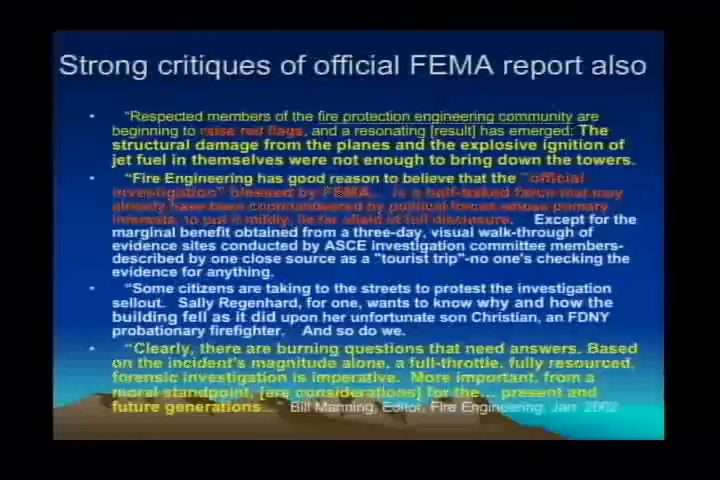 Strong critiques of official FEMA report also
• "Respected members of the fire protection engineering community are
beginning to raise red flags, and a resonating [result] has emerged: The
structural damage from the planes and the explosive ignition of
jet fuel in themselves were not enough to bring down the towers.
• "Fire Engineering has good reason to believe that the "official
investigation" blessed by FEMA... is a half-baked farce that may
already have been commandeered by political forces whose primary
interests, to put it mildly, lie far afield of full disclosure. Except for the
marginal benefit obtained from a three-day, visual walk-through of
evidence sites conducted by ASCE investigation committee members-
described by one close source as a "tourist trip"-no one's checking the
evidence for anything.
• "Some citizens are taking to the streets to protest the investigation
sellout. Sally Regenhard, for one, wants to know why and how the
building fell as it did upon her unfortunate son Christian, an FDNY
probationary firefighter. And so do we.
• "Clearly, there are burning questions that need answers. Based
on the incident's magnitude alone, a full-throttle, fully resourced,
forensic investigation is imperative. More important, from a
moral standpoint, [are considerations] for the... present and
future generations... Bill Manning, Editor, Fire Engineering, Jan. 2002